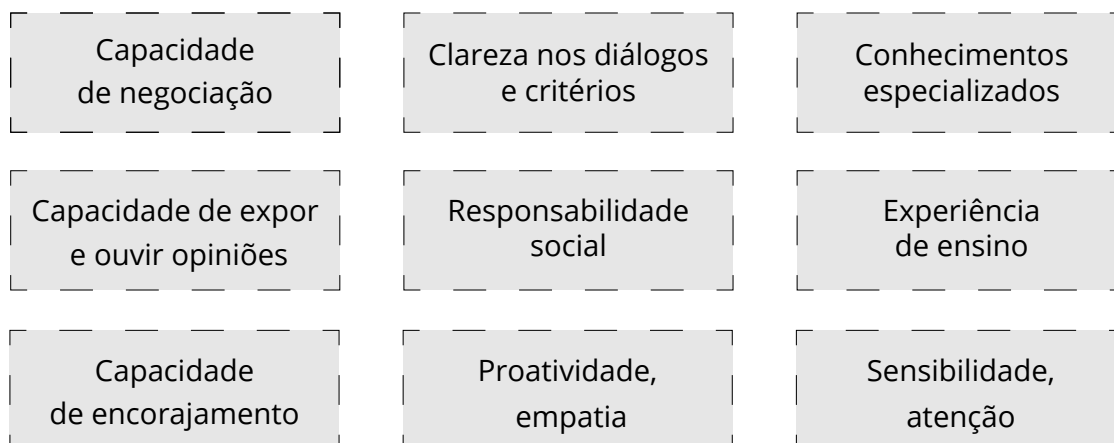 Capacidade
de negociação
Clareza nos diálogos
e critérios
Conhecimentos
especializados
Capacidade de expor
e ouvir opiniões
Responsabilidade
social
Experiência
de ensino
Capacidade
de encorajamento
Proatividade,
empatia
Sensibilidade,
atenção